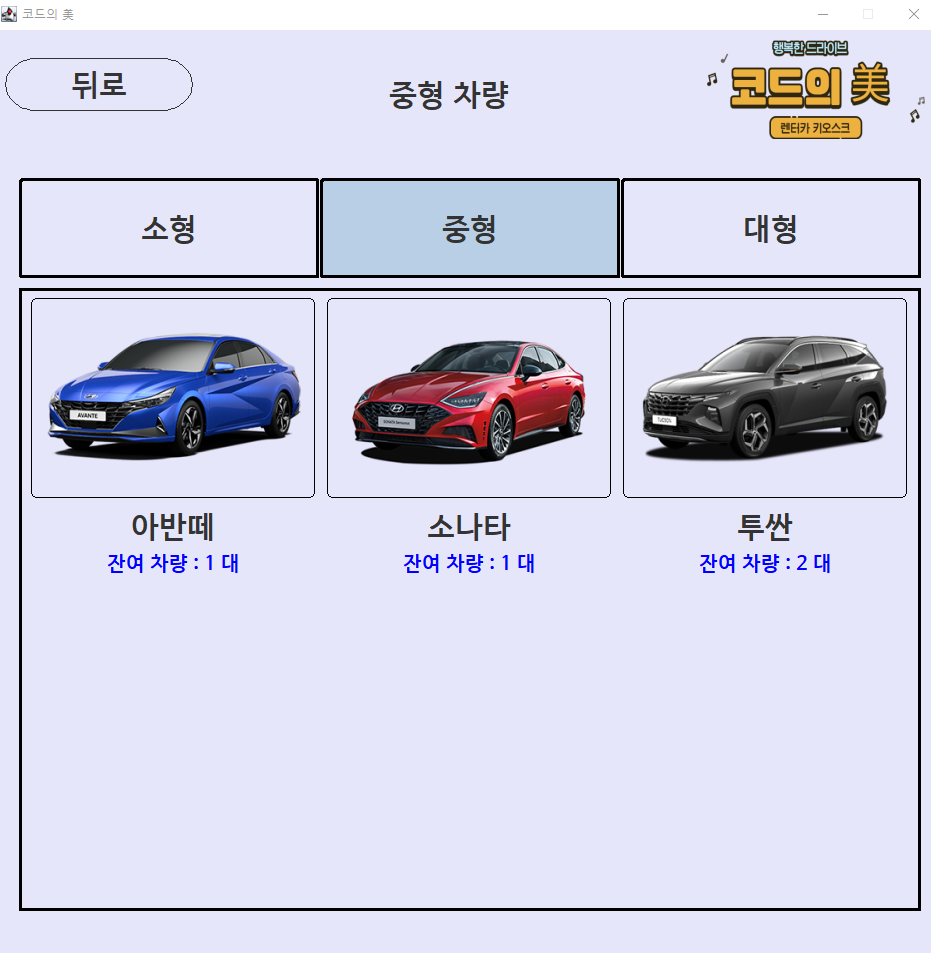 코드의 美
뒤로
중형 차량
행복한 드라이브
코드의 美
렌터카 키오스크
소형
중형
대형
AVANTE
SONATA
TUCSON
아반떼
소나타
투싼
잔여 차량 : 1 대
잔여 차량 : 1 대
잔여 차량 : 2 대